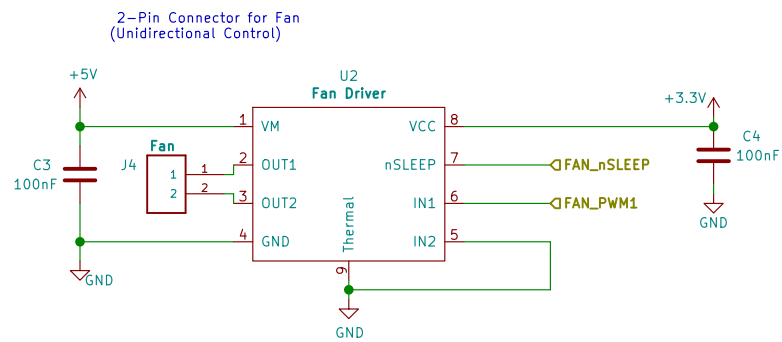 2-Pin Connector for Fan
(Unidirectional Control)
+5V
U2
Fan Driver
+3.3V
1
VM
VCC
8
C3
100nF
C4
100nF
Fan
J4
1
1
2
OUT1
nSLEEP
7
FAN_nSLEEP
2
2
3
OUT2
IN1
6
FAN_PWM1
4
GND
IN2
5
Thermal
9
GND
GND
GND